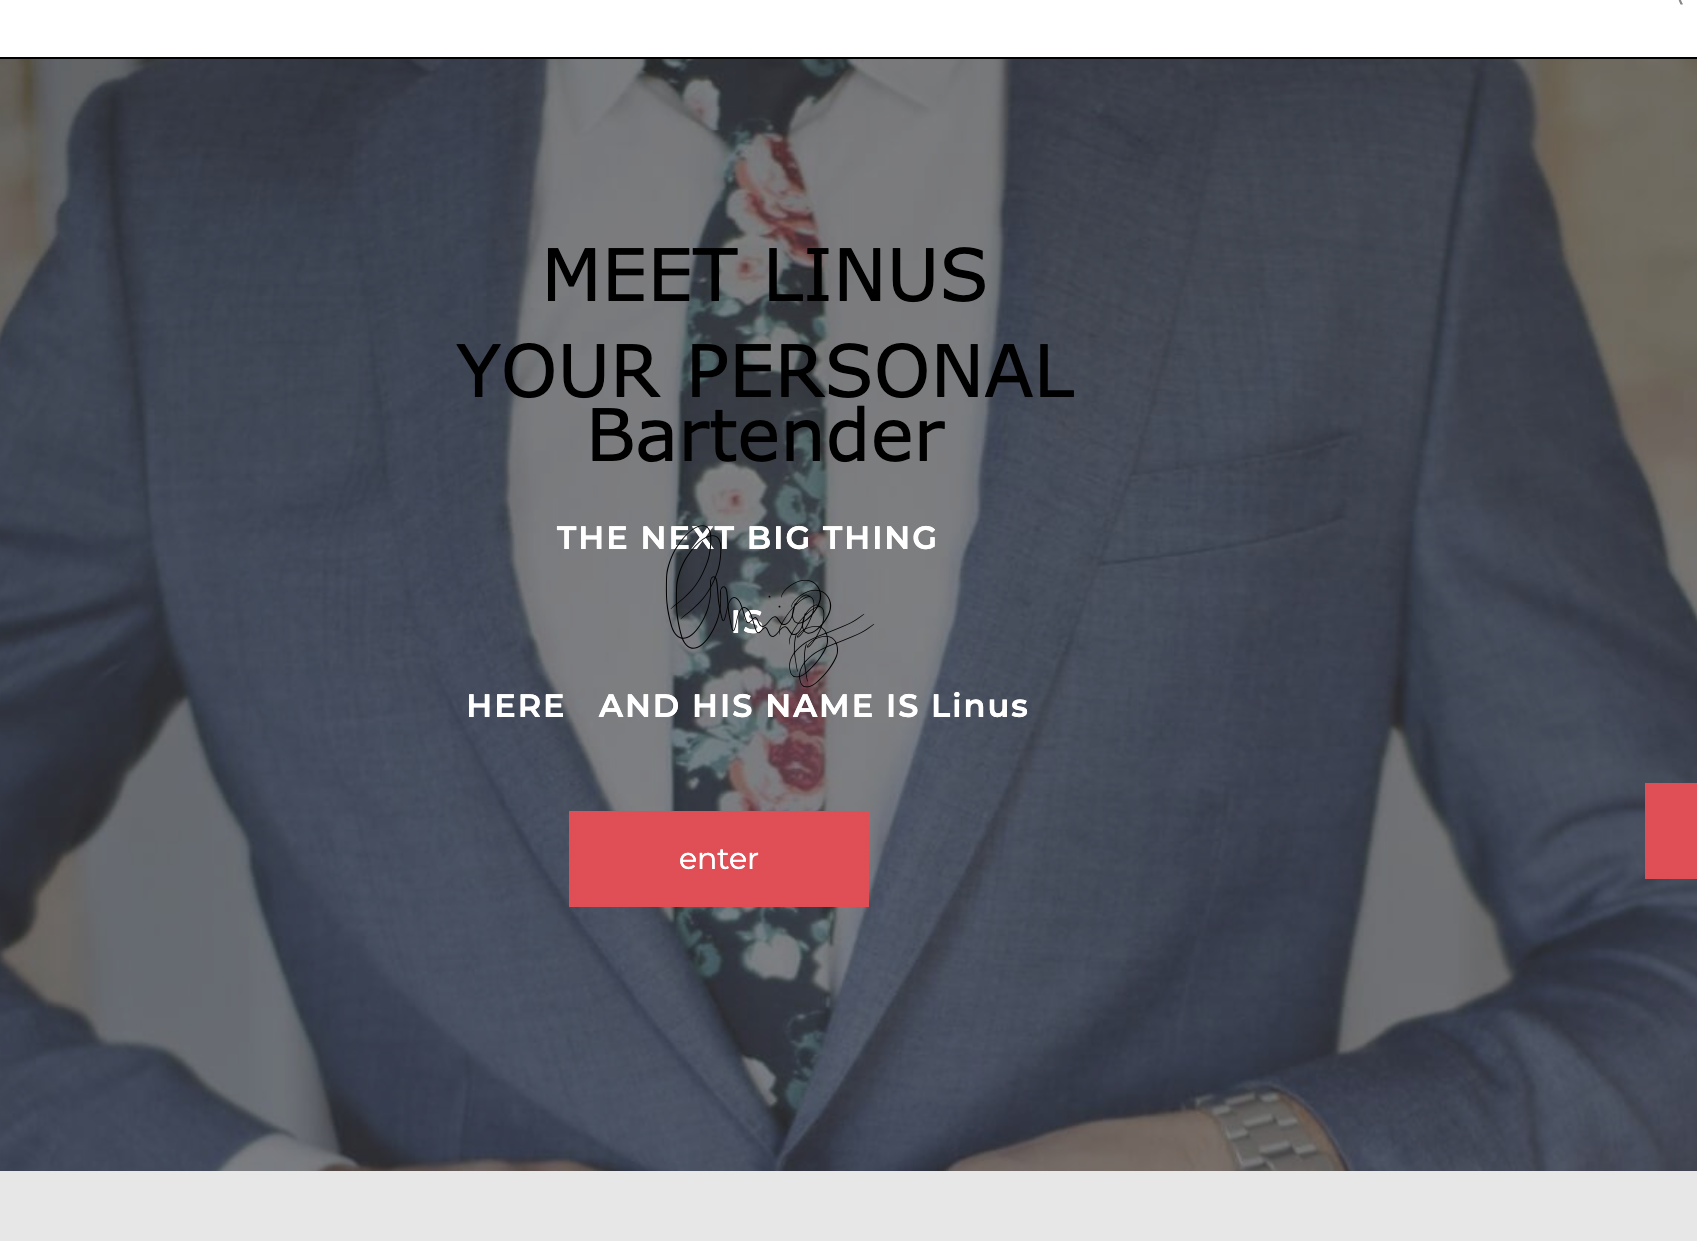 MEET LINUS
YOUR PERSONAL
Bartender
THE NEXT BIG THING
IS
HERE AND HIS NAME IS Linus
enter